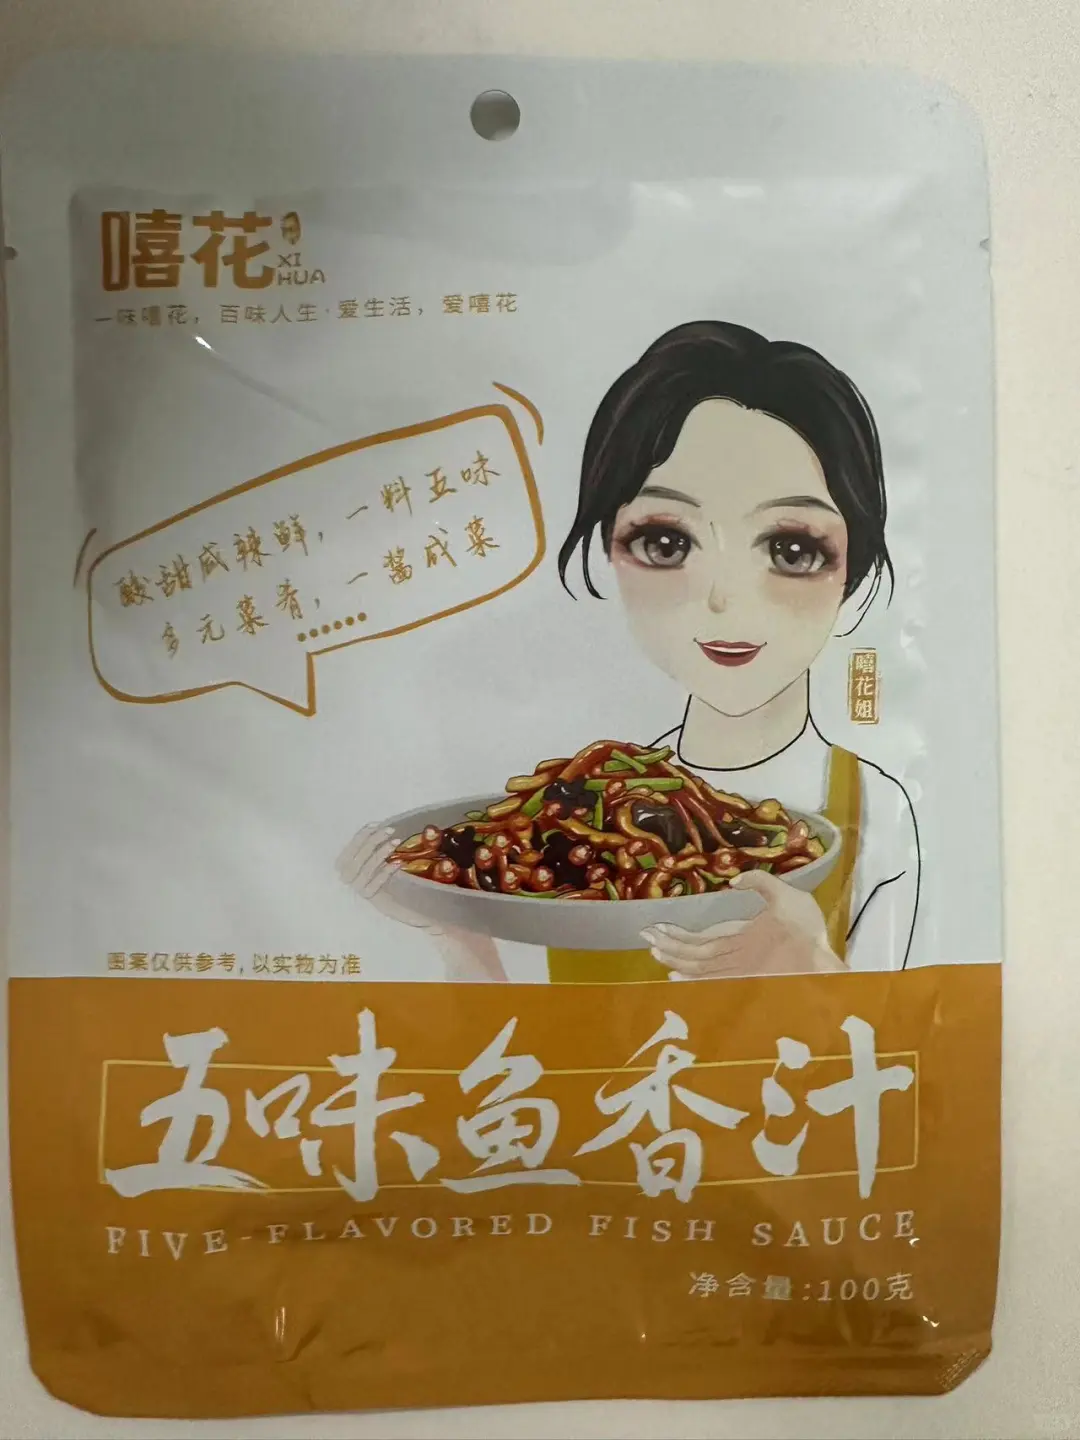 嘻花
XI
HUA
一味嘻花，百味人生·爱生活，爱嘻花
酸甜咸辣鲜，一料五味
多元菜肴，一酱成菜
......
嘻花姐
图案仅供参考,以实物为准
五味鱼香汁
FIVE-FLAVORED FISH SAUCE
净含量:100克